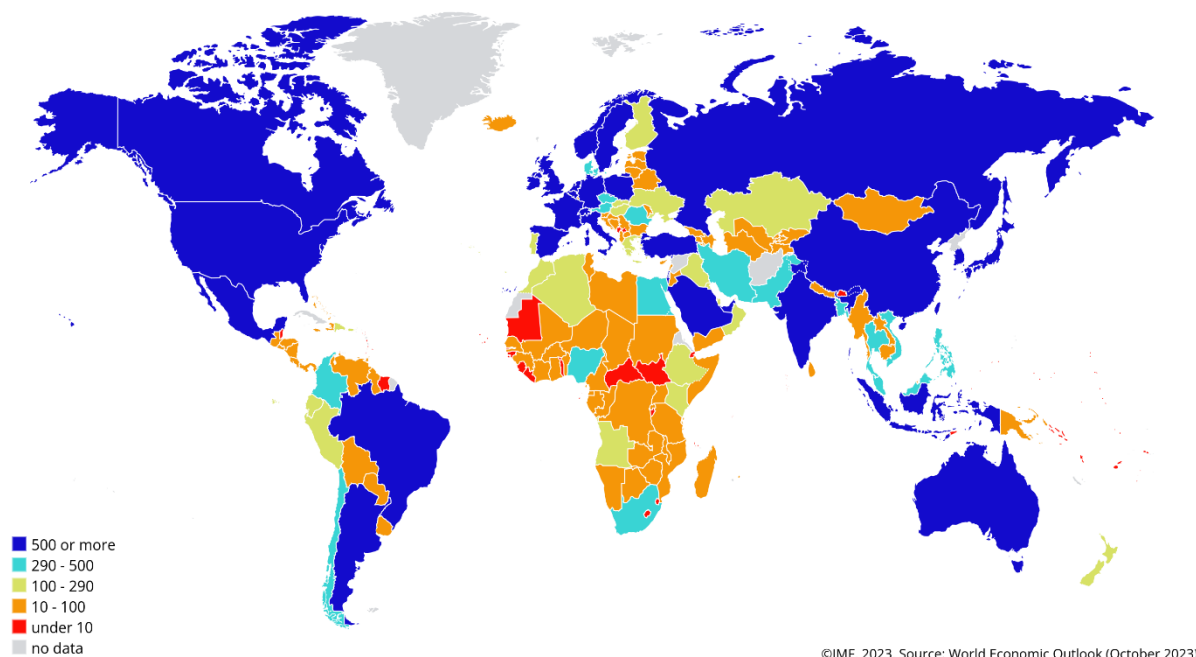 500 or more
290 - 500
100 - 290
10 - 100
under 10
no data
©IMF, 2023, Source: World Economic Outlook (October 2023)